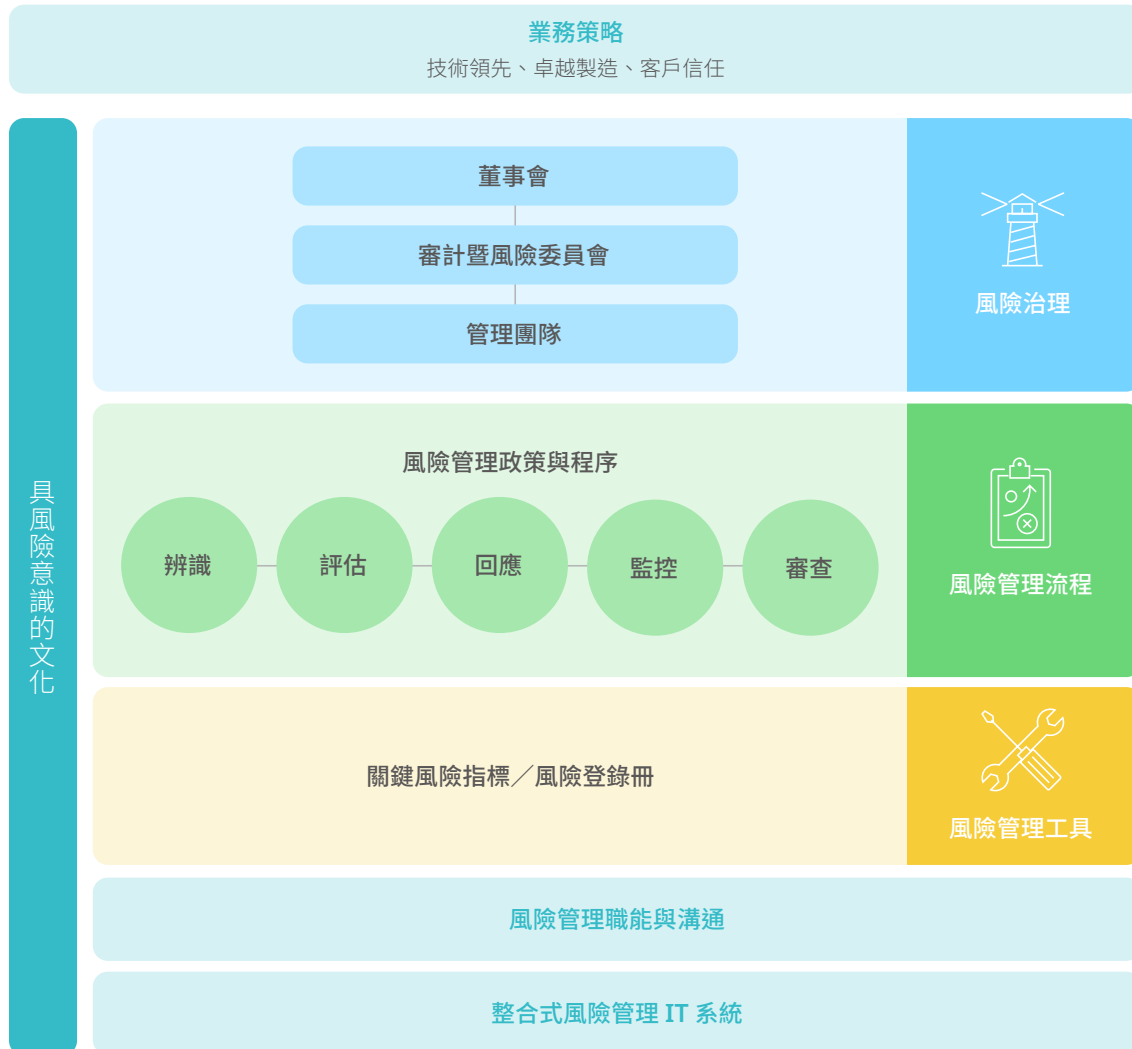 業務策略
技術領先、卓越製造、客戶信任
具風險意識的文化
董事會
審計暨風險委員會
管理團隊
風險治理
風險管理政策與程序
辨識
評估
回應
監控
審查
風險管理流程
關鍵風險指標／風險登錄冊
風險管理工具
風險管理職能與溝通
整合式風險管理 IT 系統